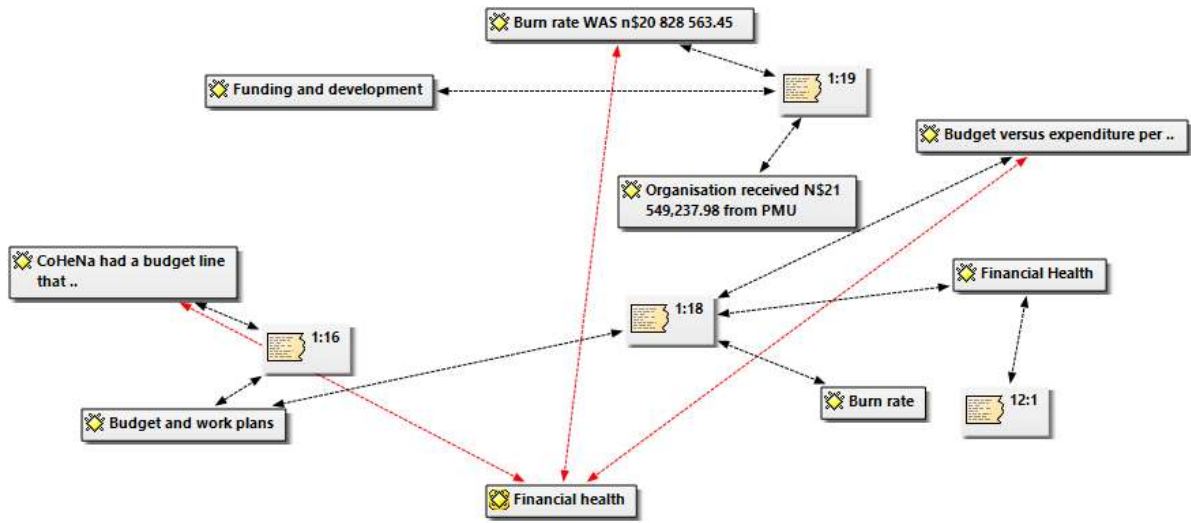 Burn rate WAS n$20 828 563.45
1:19
Funding and development
Budget versus expenditure per ..
Organisation received N$21
549,237.98 from PMU
CoHeNa had a budget line
that ..
Financial Health
1:18
1:16
Burn rate
12:1
Budget and work plans
Financial health